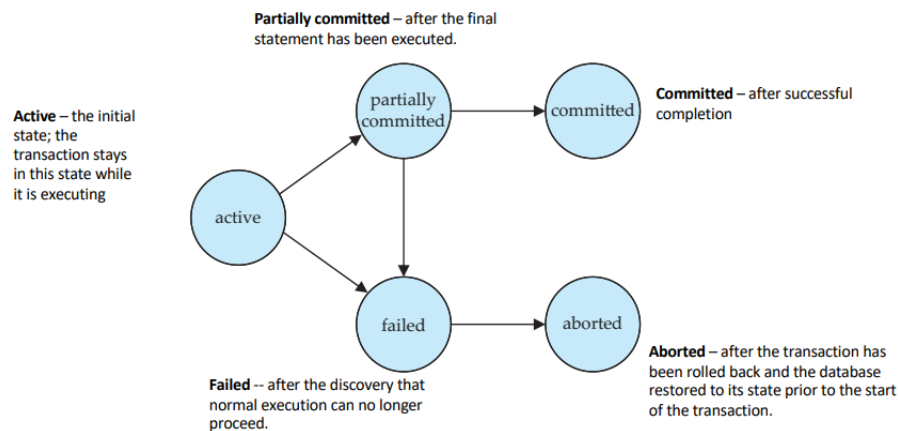 Partially committed – after the final
statement has been executed.
Active – the initial
state; the
transaction stays
in this state while
it is executing
partially
committed
committed
Committed – after successful
completion
active
failed
aborted
Failed -- after the discovery that
normal execution can no longer
proceed.
Aborted – after the transaction has
been rolled back and the database
restored to its state prior to the start
of the transaction.